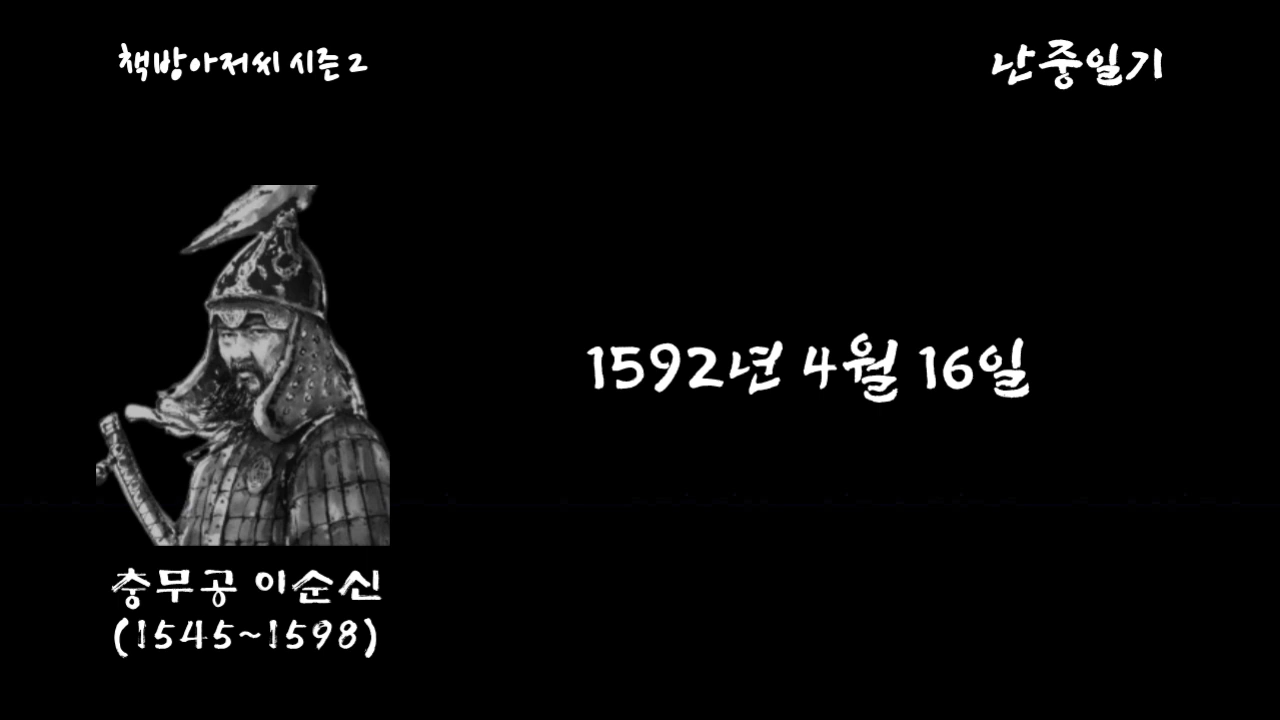 책방아저씨 시즌 2
난중일기
1592년 4월 16일
충무공 이순신
(1545~1598)